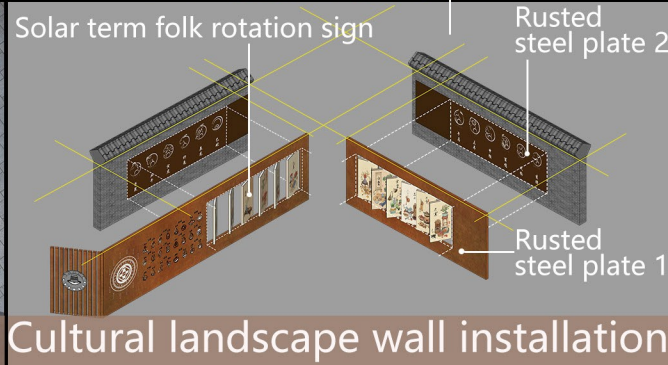 Solar term folk rotation sign
Rusted
steel plate 2
Rusted
steel plate 1
Cultural landscape wall installation